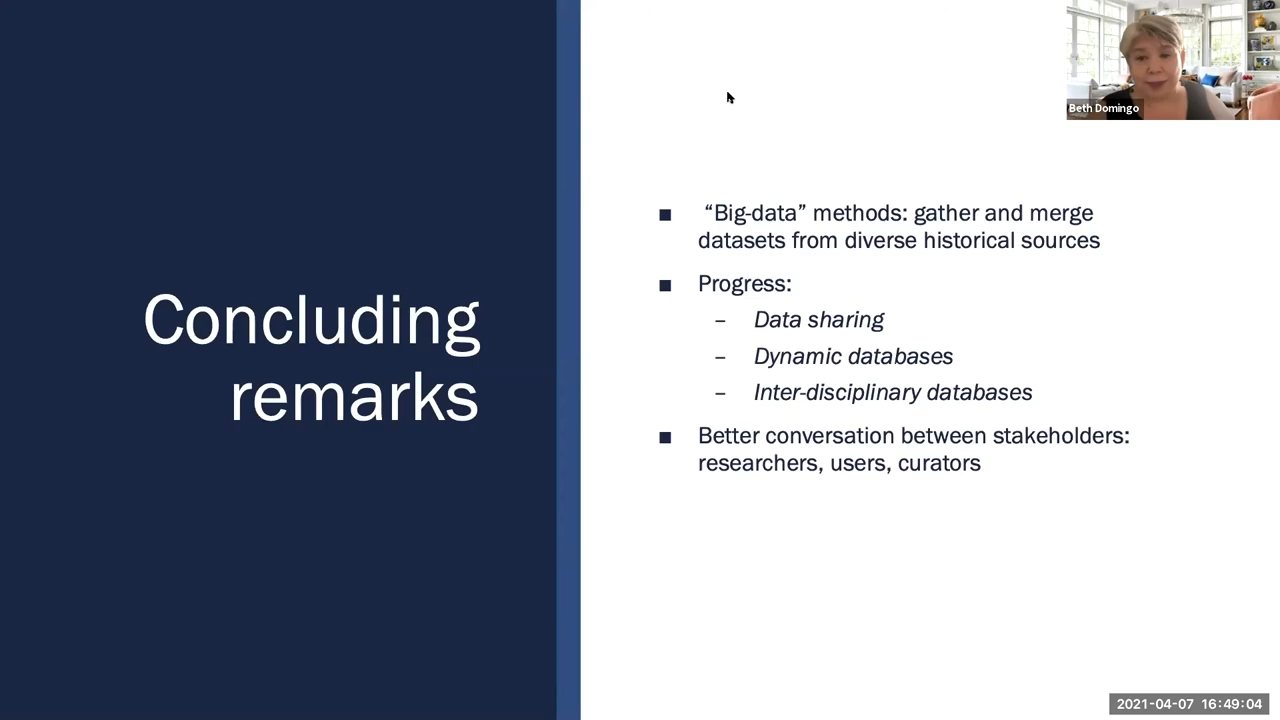 Concluding
remarks
■ “Big-data” methods: gather and merge
datasets from diverse historical sources
■ Progress:
– Data sharing
– Dynamic databases
– Inter-disciplinary databases
■ Better conversation between stakeholders:
researchers, users, curators
Beth Domingo
2021-04-07 16:49:04